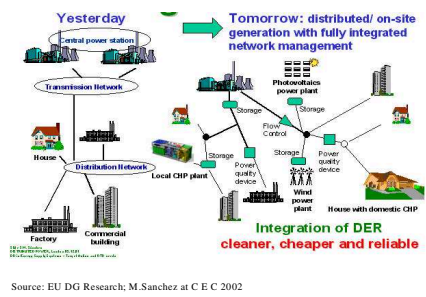 Yesterday
Central power station
Transmission Network
House
Distribution Network
Factory
Commercial
building
Tomorrow: distributed/ on-site
generation with fully integrated
network management
Photovoltaics
power plant
Storage
Storage
Flow
Control
Storage
Storage
Local CHP plant
Power
quality
device
Power
quality
device
Wind
power
plant
House with domestic CHP
Integration of DER
cleaner, cheaper and reliable
Source: EU DG Research; M.Sanchez at C E C 2002